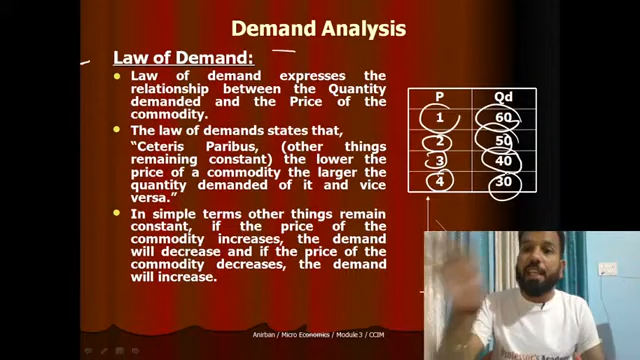 Demand Analysis
Law of Demand:
Law of demand expresses the
relationship between the Quantity
demanded and the Price of the
commodity.
The law of demands states that,
“Ceteris Paribus, (other things
remaining constant) the lower the
price of a commodity the larger the
quantity demanded of it and vice
versa.”
In simple terms other things remain
constant, if the price of the
commodity increases, the demand
will decrease and if the price of the
commodity decreases, the demand
will increase.
P Qd
1 60
2 50
3 40
4 30
Anirban / Micro Economics / Module 3 / CCIM